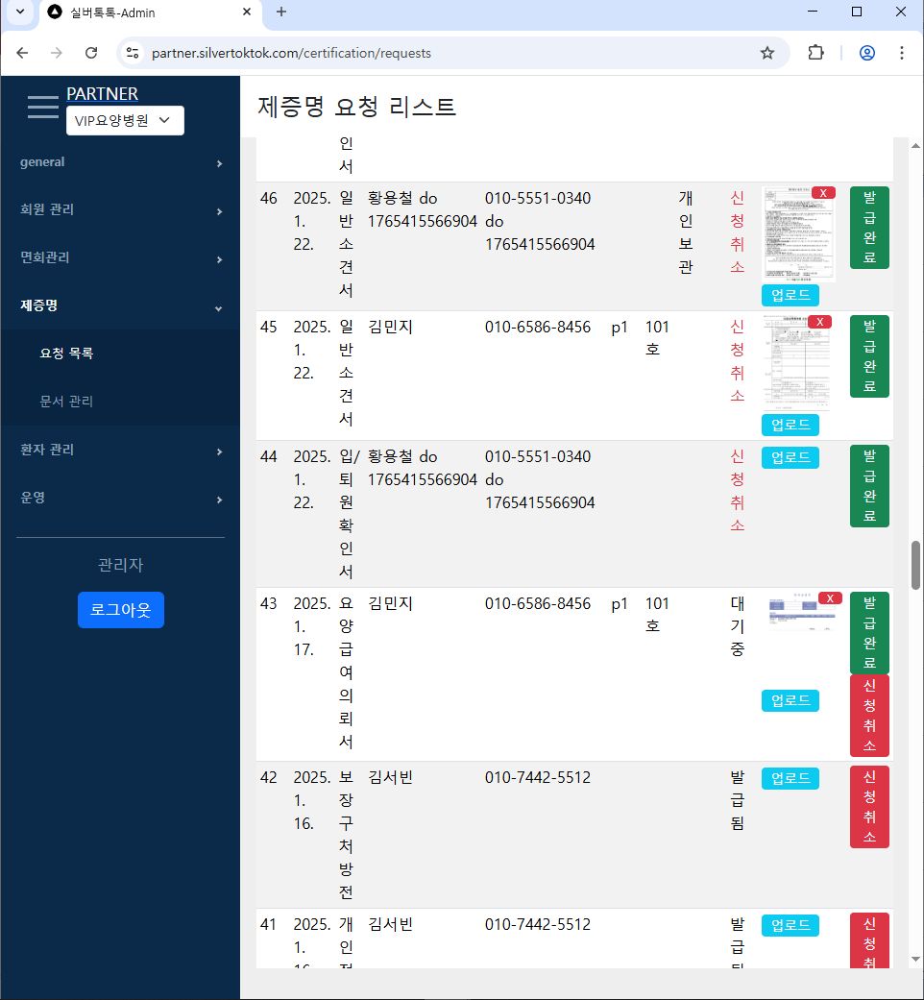 실버톡톡-Admin
partner.silvertoktok.com/certification/requests
PARTNER
VIP요양병원
general
회원 관리
면회관리
제증명
요청 목록
문서 관리
환자 관리
운영
관리자
로그아웃
제증명 요청 리스트
인
서
46 2025. 일 황용철 do 010-5551-0340 개 신 X 발
1. 반 1765415566904 do 인 청 급
22. 소 1765415566904 보 취 완
견 관 소 료
서 업로드
45 2025. 일 김민지 010-6586-8456 p1 101 신 X 발
1. 반 호 청 급
22. 소 취 완
견 소 료
서 업로드
44 2025. 입/ 황용철 do 010-5551-0340 신 업로드 발
1. 퇴 1765415566904 do 청 급
22. 원 1765415566904 취 완
확 소 료
인
서
43 2025. 요 김민지 010-6586-8456 p1 101 대 X 발
1. 양 호 기 급
17. 급 중 완
여 료
의 업로드 신
뢰 청
서 취
소
42 2025. 보 김서빈 010-7442-5512 발 업로드 신
1. 장 급 청
16. 구 됨 취
처 소
방
전
41 2025. 개 김서빈 010-7442-5512 발 업로드 신
1. 인 급 청
취